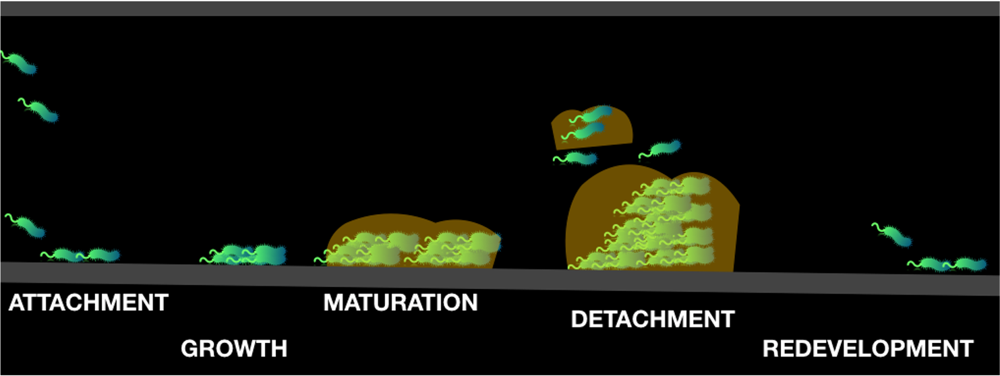 ATTACHMENT
GROWTH
MATURATION
DETACHMENT
REDEVELOPMENT